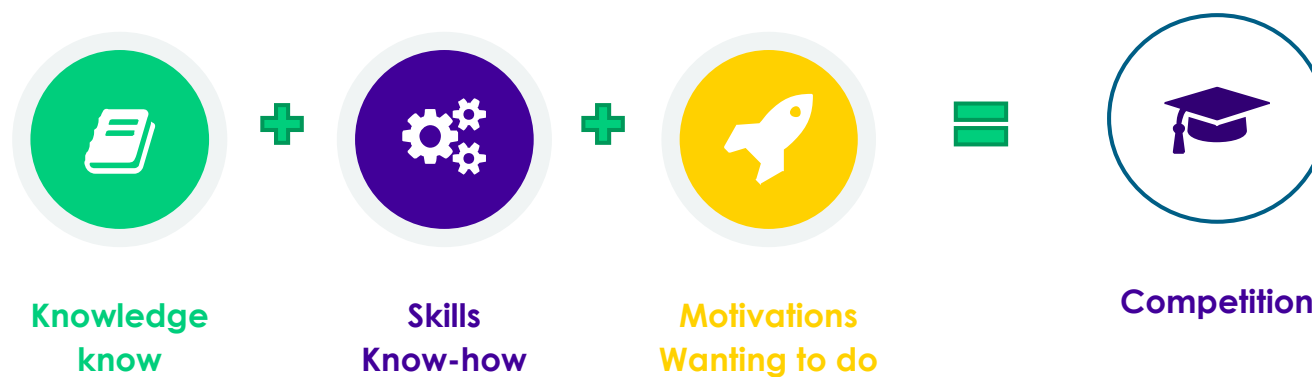 Knowledge
know
Skills
Know-how
Motivations
Wanting to do
Competition